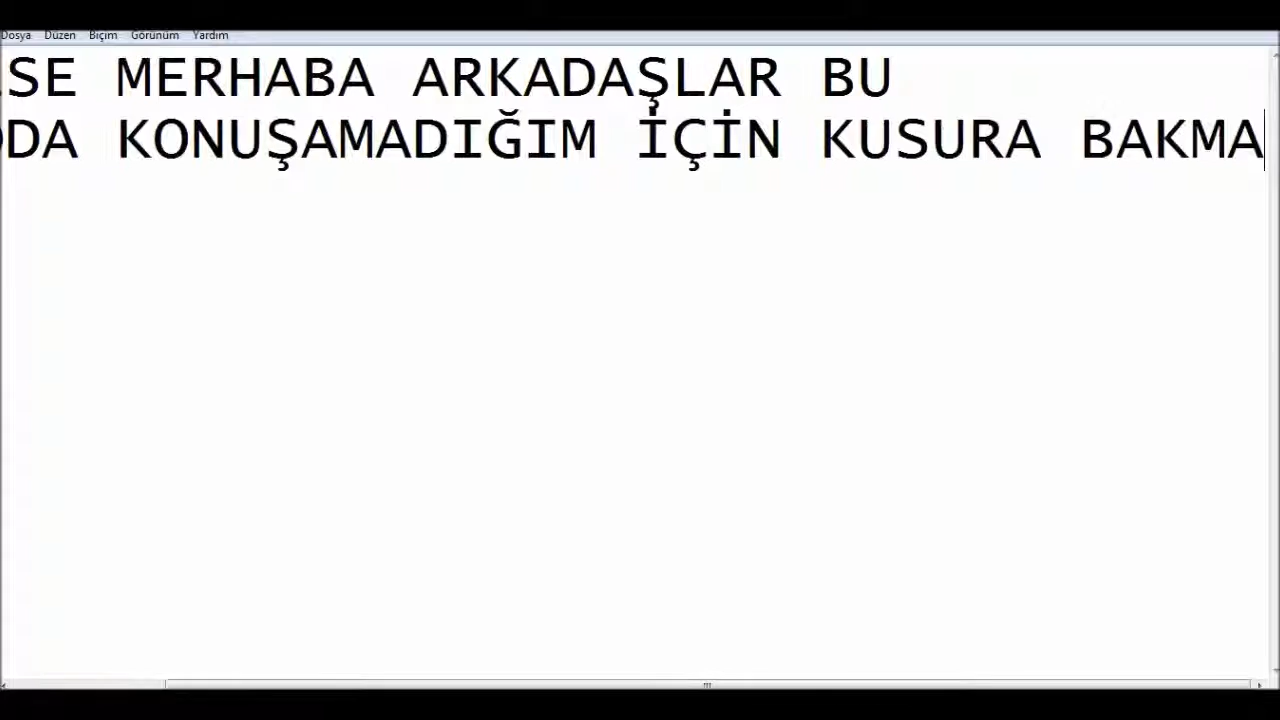 Dosya Düzen Biçim Görünüm Yardım
SE MERHABA ARKADAŞLAR BU
DA KONUŞAMADIĞIM İÇİN KUSURA BAKMA